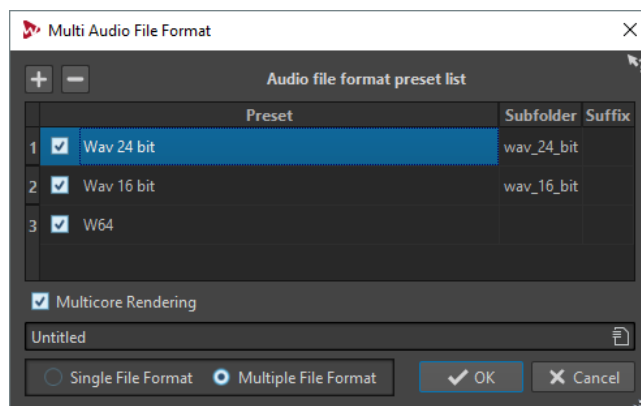 Multi Audio File Format
Audio file format preset list
Preset Subfolder Suffix
1 Wav 24 bit wav_24_bit
2 Wav 16 bit wav_16_bit
3 W64
Multicore Rendering
Untitled
Single File Format Multiple File Format OK Cancel